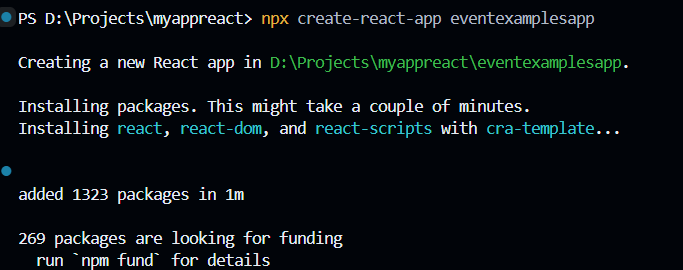 PS D:\Projects\myappreact> npx create-react-app eventexamplesapp
Creating a new React app in D:\Projects\myappreact\eventexamplesapp.
Installing packages. This might take a couple of minutes.
Installing react, react-dom, and react-scripts with cra-template...
added 1323 packages in 1m
269 packages are looking for funding
  run `npm fund` for details